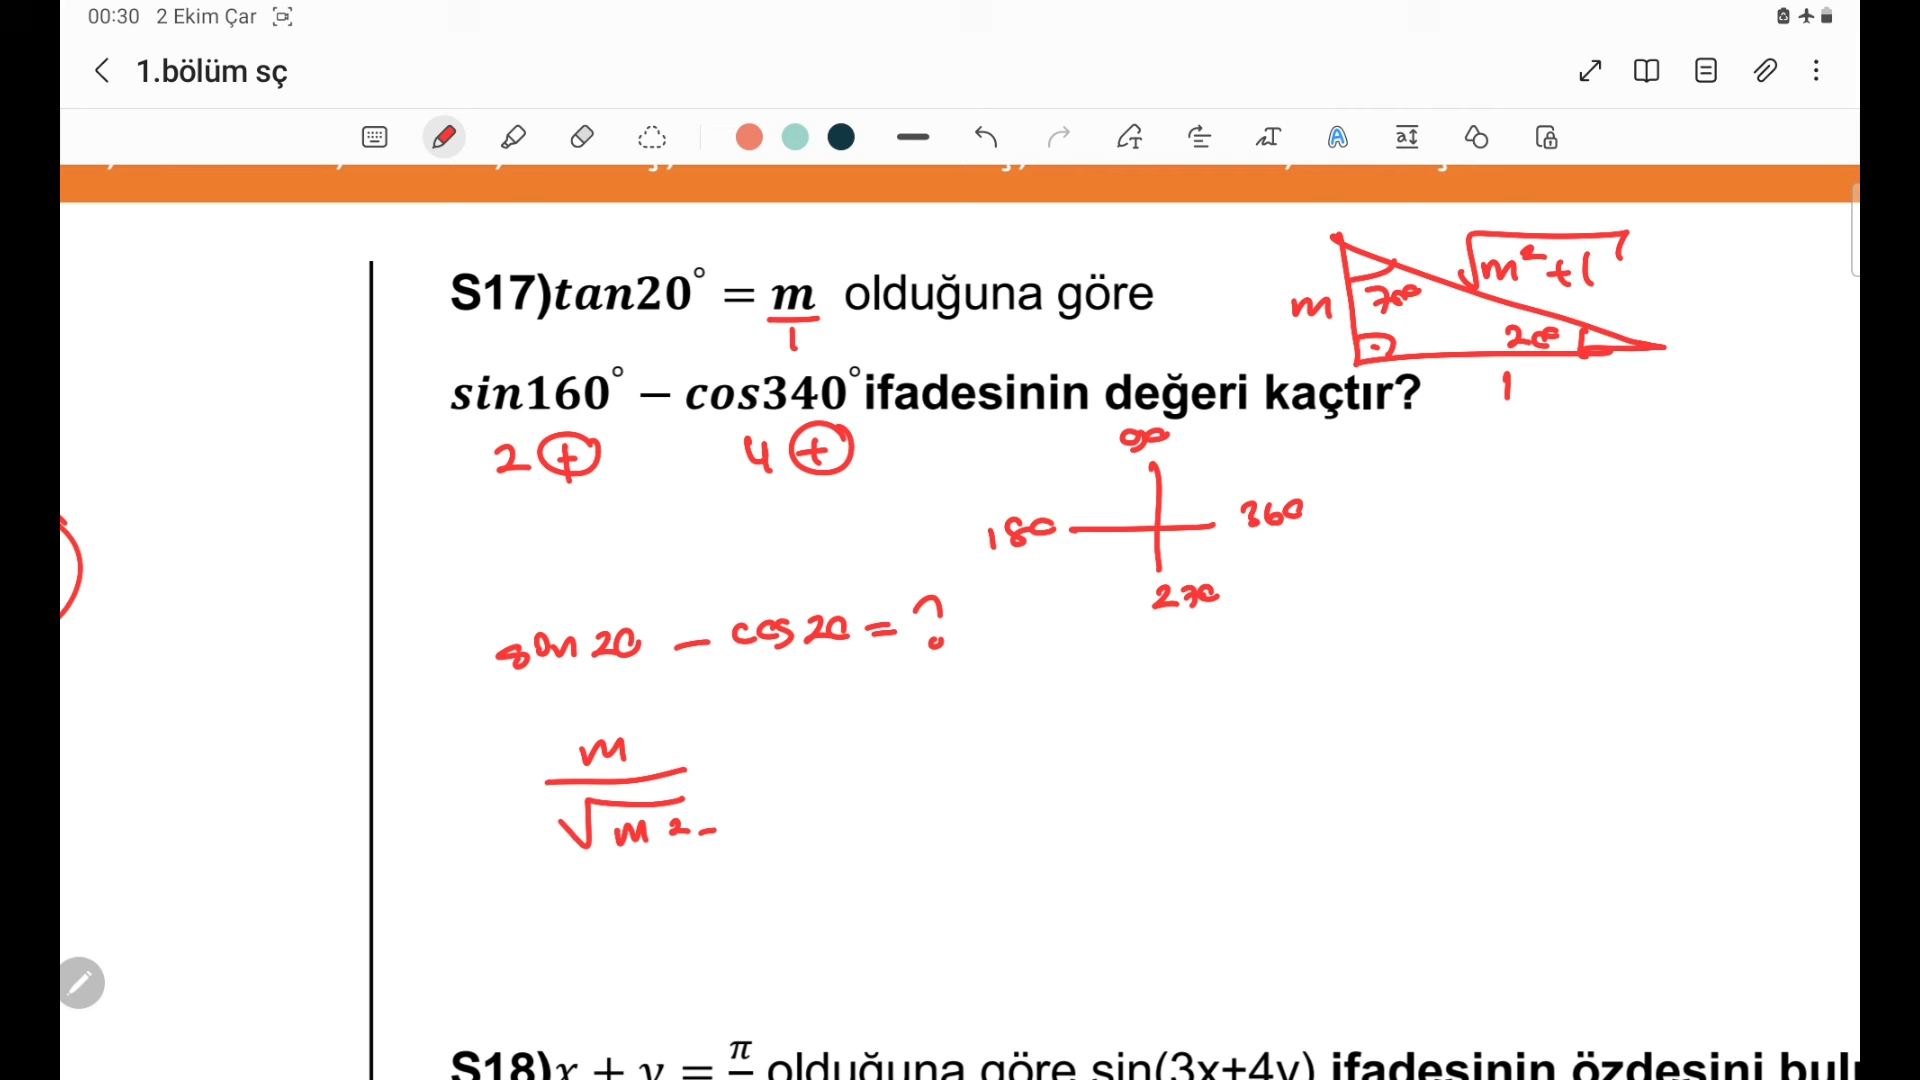 00:30 2 Ekim Çar
1.bölüm sç
S17)tan20° = m olduğuna göre
1
sin160° − cos340° ifadesinin değeri kaçtır?
2 + 4 +
m
70°
√m²+1
20°
1
90
180 360
270
sin 20 - cos 20 = ?
m
√m² -
S18)x + y = π olduğuna göre sin(3x+4y) ifadesinin özdeşini